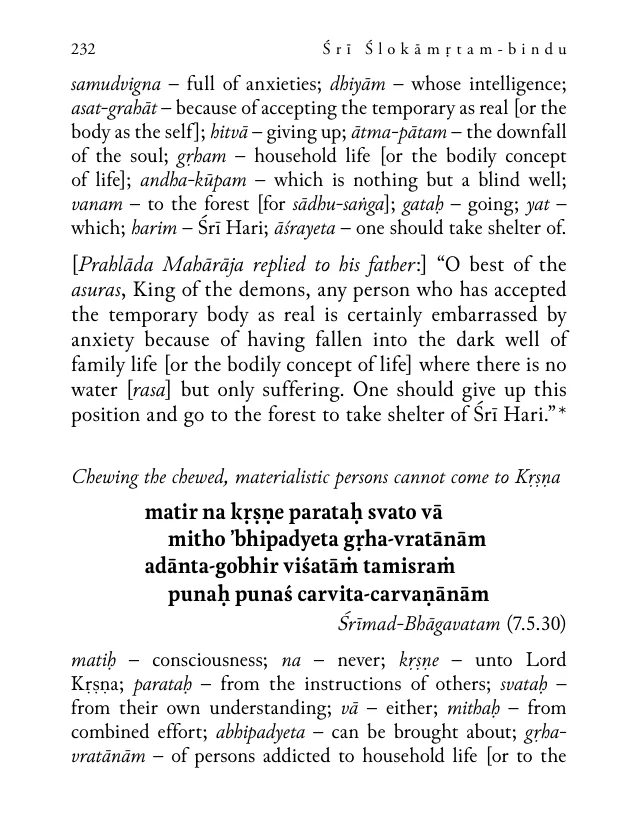 232 Śrī Ślokāmṛtam-bindu
samudvigna – full of anxieties; dhiyām – whose intelligence;
asat-grahāt – because of accepting the temporary as real [or the
body as the self]; hitvā – giving up; ātma-pātam – the downfall
of the soul; gṛham – household life [or the bodily concept
of life]; andha-kūpam – which is nothing but a blind well;
vanam – to the forest [for sādhu-saṅga]; gataḥ – going; yat –
which; harim – Śrī Hari; āśrayeta – one should take shelter of.
[Prahlāda Mahārāja replied to his father:] “O best of the
asuras, King of the demons, any person who has accepted
the temporary body as real is certainly embarrassed by
anxiety because of having fallen into the dark well of
family life [or the bodily concept of life] where there is no
water [rasa] but only suffering. One should give up this
position and go to the forest to take shelter of Śrī Hari.”*
Chewing the chewed, materialistic persons cannot come to Kṛṣṇa
matir na kṛṣṇe parataḥ svato vā
mitho ’bhipadyeta gṛha-vratānām
adānta-gobhir viśatāṁ tamisraṁ
punaḥ punaś carvita-carvaṇānām
Śrīmad-Bhāgavatam (7.5.30)
matiḥ – consciousness; na – never; kṛṣṇe – unto Lord
Kṛṣṇa; parataḥ – from the instructions of others; svataḥ –
from their own understanding; vā – either; mithaḥ – from
combined effort; abhipadyeta – can be brought about; gṛha-
vratānām – of persons addicted to household life [or to the